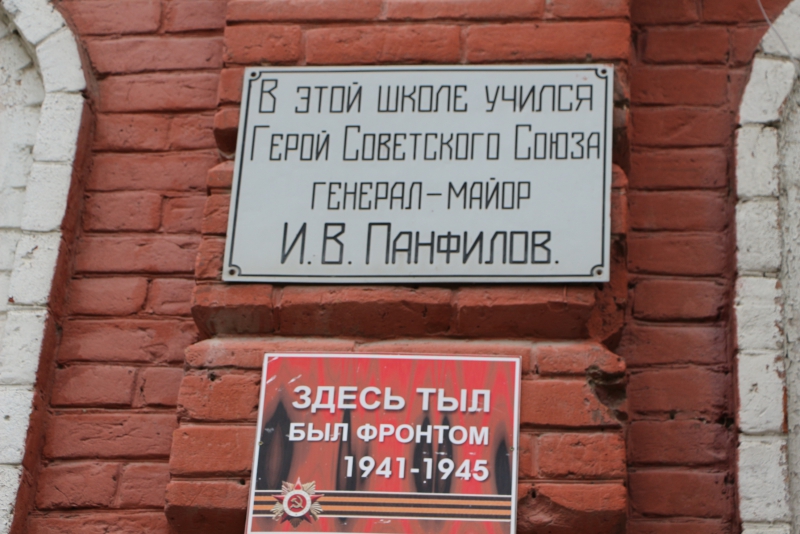 В этой школе учился
Герой Советского Союза
генерал-майор
И. В. Панфилов.
ЗДЕСЬ ТЫЛ
БЫЛ ФРОНТОМ
1941-1945